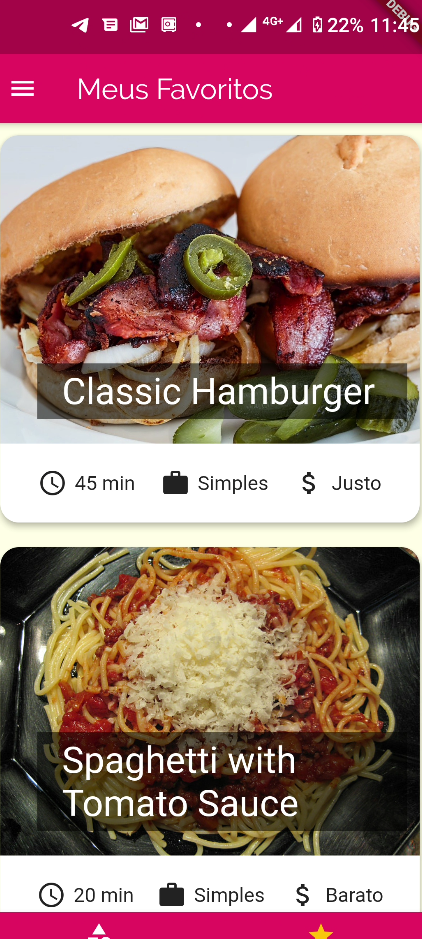 4G+ 22% 11:45
Meus Favoritos
Classic Hamburger
45 min Simples $ Justo
Spaghetti with
Tomato Sauce
20 min Simples $ Barato